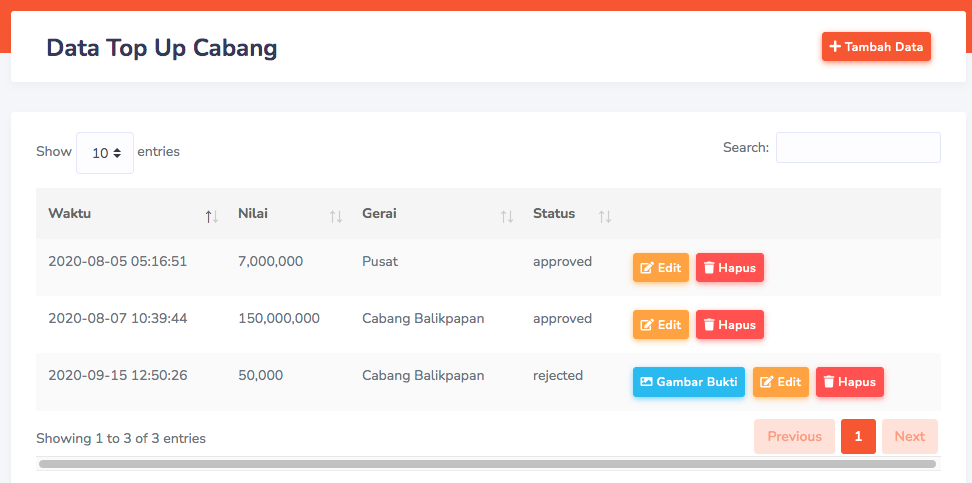 Data Top Up Cabang
Tambah Data
Show 10 entries
Search:
Waktu Nilai Gerai Status
2020-08-05 05:16:51 7,000,000 Pusat approved Edit Hapus
2020-08-07 10:39:44 150,000,000 Cabang Balikpapan approved Edit Hapus
2020-09-15 12:50:26 50,000 Cabang Balikpapan rejected Gambar Bukti Edit Hapus
Showing 1 to 3 of 3 entries
Previous 1 Next